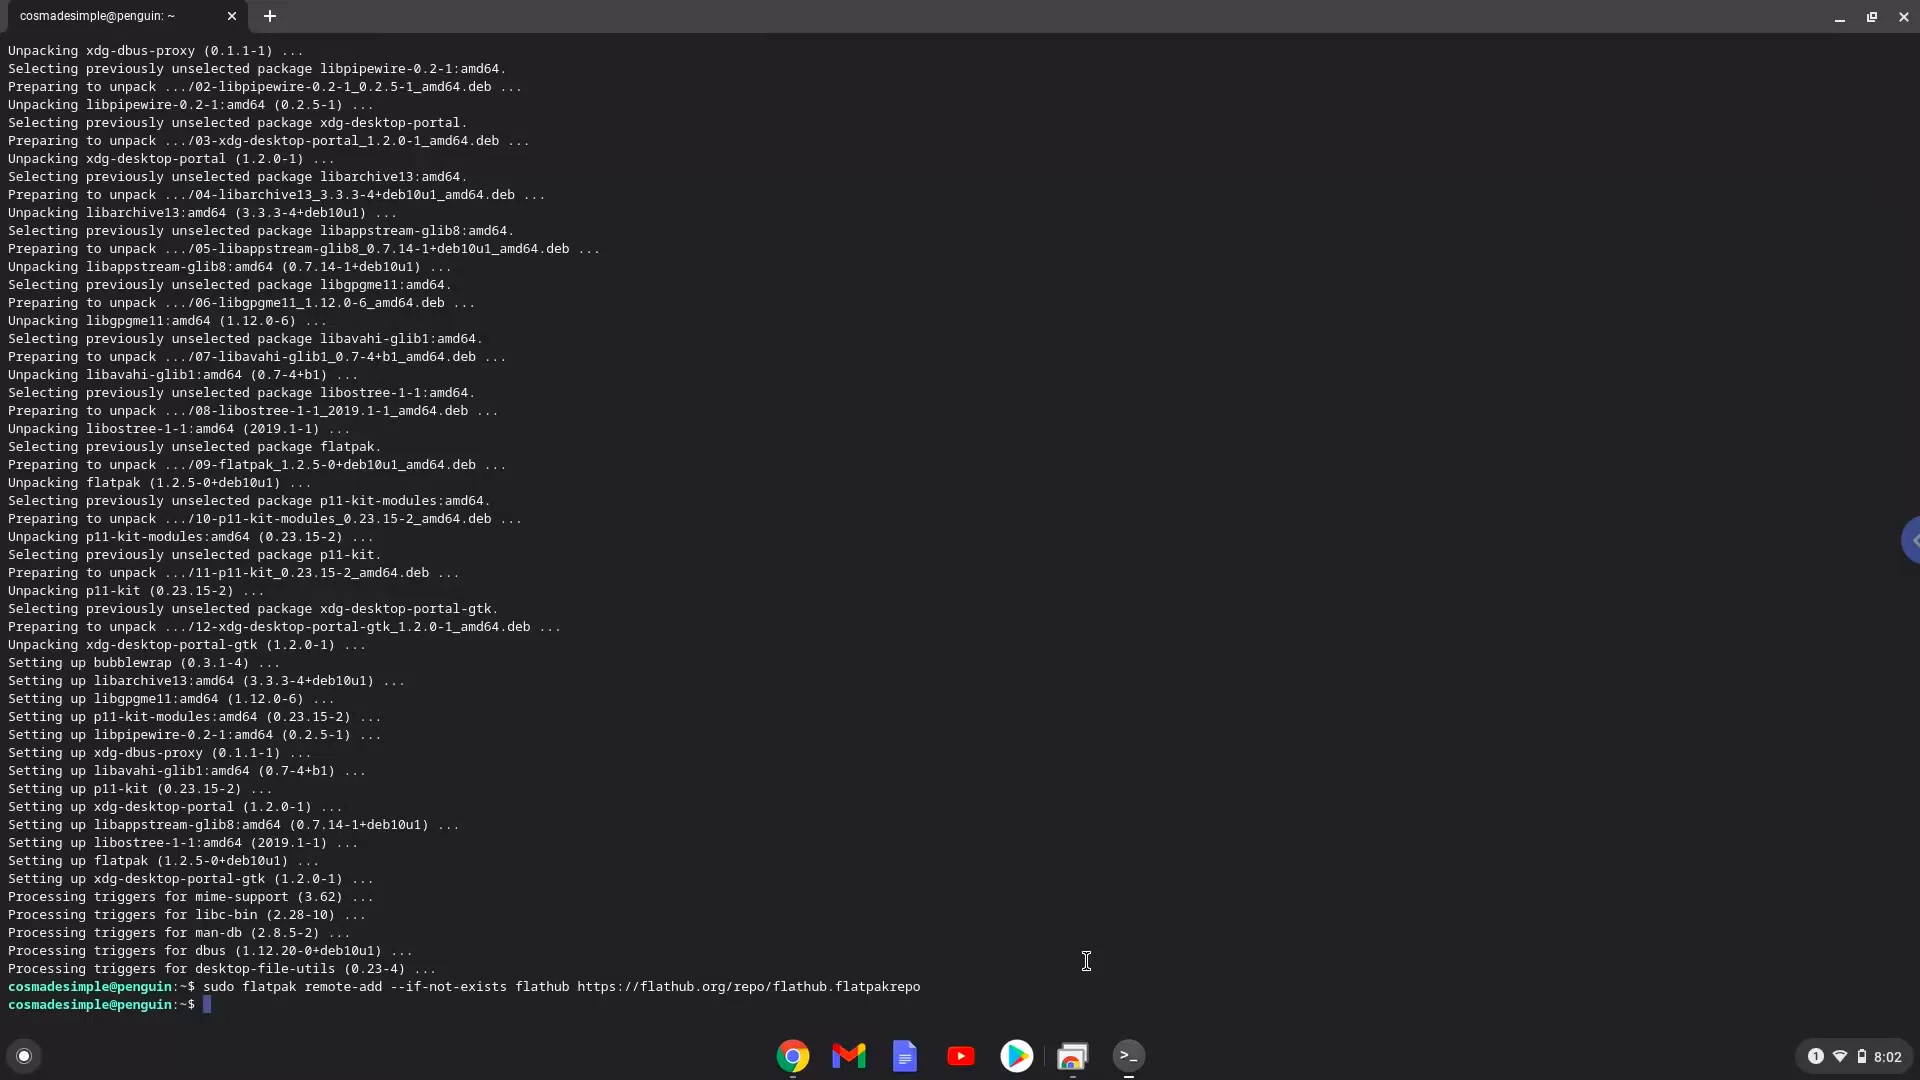 cosmadesimple@penguin: ~
Unpacking xdg-dbus-proxy (0.1.1-1) ...
Selecting previously unselected package libpipewire-0.2-1:amd64.
Preparing to unpack .../02-libpipewire-0.2-1_0.2.5-1_amd64.deb ...
Unpacking libpipewire-0.2-1:amd64 (0.2.5-1) ...
Selecting previously unselected package xdg-desktop-portal.
Preparing to unpack .../03-xdg-desktop-portal_1.2.0-1_amd64.deb ...
Unpacking xdg-desktop-portal (1.2.0-1) ...
Selecting previously unselected package libarchive13:amd64.
Preparing to unpack .../04-libarchive13_3.3.3-4+deb10u1_amd64.deb ...
Unpacking libarchive13:amd64 (3.3.3-4+deb10u1) ...
Selecting previously unselected package libappstream-glib8:amd64.
Preparing to unpack .../05-libappstream-glib8_0.7.14-1+deb10u1_amd64.deb ...
Unpacking libappstream-glib8:amd64 (0.7.14-1+deb10u1) ...
Selecting previously unselected package libgpgme11:amd64.
Preparing to unpack .../06-libgpgme11_1.12.0-6_amd64.deb ...
Unpacking libgpgme11:amd64 (1.12.0-6) ...
Selecting previously unselected package libavahi-glib1:amd64.
Preparing to unpack .../07-libavahi-glib1_0.7-4+b1_amd64.deb ...
Unpacking libavahi-glib1:amd64 (0.7-4+b1) ...
Selecting previously unselected package libostree-1-1:amd64.
Preparing to unpack .../08-libostree-1-1_2019.1-1_amd64.deb ...
Unpacking libostree-1-1:amd64 (2019.1-1) ...
Selecting previously unselected package flatpak.
Preparing to unpack .../09-flatpak_1.2.5-0+deb10u1_amd64.deb ...
Unpacking flatpak (1.2.5-0+deb10u1) ...
Selecting previously unselected package p11-kit-modules:amd64.
Preparing to unpack .../10-p11-kit-modules_0.23.15-2_amd64.deb ...
Unpacking p11-kit-modules:amd64 (0.23.15-2) ...
Selecting previously unselected package p11-kit.
Preparing to unpack .../11-p11-kit_0.23.15-2_amd64.deb ...
Unpacking p11-kit (0.23.15-2) ...
Selecting previously unselected package xdg-desktop-portal-gtk.
Preparing to unpack .../12-xdg-desktop-portal-gtk_1.2.0-1_amd64.deb ...
Unpacking xdg-desktop-portal-gtk (1.2.0-1) ...
Setting up bubblewrap (0.3.1-4) ...
Setting up libarchive13:amd64 (3.3.3-4+deb10u1) ...
Setting up libgpgme11:amd64 (1.12.0-6) ...
Setting up p11-kit-modules:amd64 (0.23.15-2) ...
Setting up libpipewire-0.2-1:amd64 (0.2.5-1) ...
Setting up xdg-dbus-proxy (0.1.1-1) ...
Setting up libavahi-glib1:amd64 (0.7-4+b1) ...
Setting up p11-kit (0.23.15-2) ...
Setting up xdg-desktop-portal (1.2.0-1) ...
Setting up libappstream-glib8:amd64 (0.7.14-1+deb10u1) ...
Setting up libostree-1-1:amd64 (2019.1-1) ...
Setting up flatpak (1.2.5-0+deb10u1) ...
Setting up xdg-desktop-portal-gtk (1.2.0-1) ...
Processing triggers for mime-support (3.62) ...
Processing triggers for libc-bin (2.28-10) ...
Processing triggers for man-db (2.8.5-2) ...
Processing triggers for dbus (1.12.20-0+deb10u1) ...
Processing triggers for desktop-file-utils (0.23-4) ...
cosmadesimple@penguin:~$ sudo flatpak remote-add --if-not-exists flathub https://flathub.org/repo/flathub.flatpakrepo
cosmadesimple@penguin:~$
1 8:02